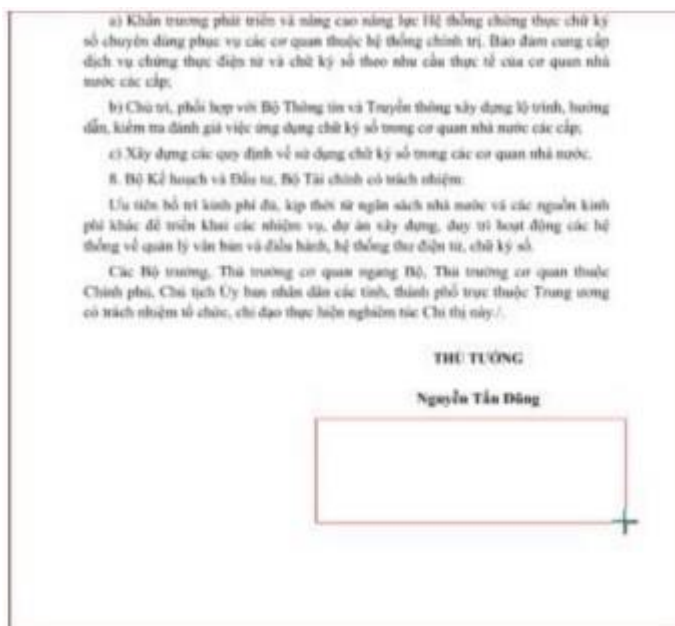 a) Khẩn trương phát triển và nâng cao năng lực Hệ thống chứng thực chữ ký
số chuyên dùng phục vụ các cơ quan thuộc hệ thống chính trị. Bảo đảm cung cấp
dịch vụ chứng thực điện tử và chữ ký số theo nhu cầu thực tế của cơ quan nhà
nước các cấp;
b) Chủ trì, phối hợp với Bộ Thông tin và Truyền thông xây dựng lộ trình, hướng
dẫn, kiểm tra đánh giá việc ứng dụng chữ ký số trong cơ quan nhà nước các cấp;
c) Xây dựng các quy định về sử dụng chữ ký số trong các cơ quan nhà nước.
8. Bộ Kế hoạch và Đầu tư, Bộ Tài chính có trách nhiệm:
Ưu tiên bố trí kinh phí đủ, kịp thời từ ngân sách nhà nước và các nguồn kinh
phí khác để triển khai các nhiệm vụ, dự án xây dựng, duy trì hoạt động các hệ
thống về quản lý văn bản và điều hành, hệ thống thư điện tử, chữ ký số.
Các Bộ trưởng, Thủ trưởng cơ quan ngang Bộ, Thủ trưởng cơ quan thuộc
Chính phủ, Chủ tịch Ủy ban nhân dân các tỉnh, thành phố trực thuộc Trung ương
có trách nhiệm tổ chức, chỉ đạo thực hiện nghiêm túc Chỉ thị này./.
THỦ TƯỚNG
Nguyễn Tấn Dũng